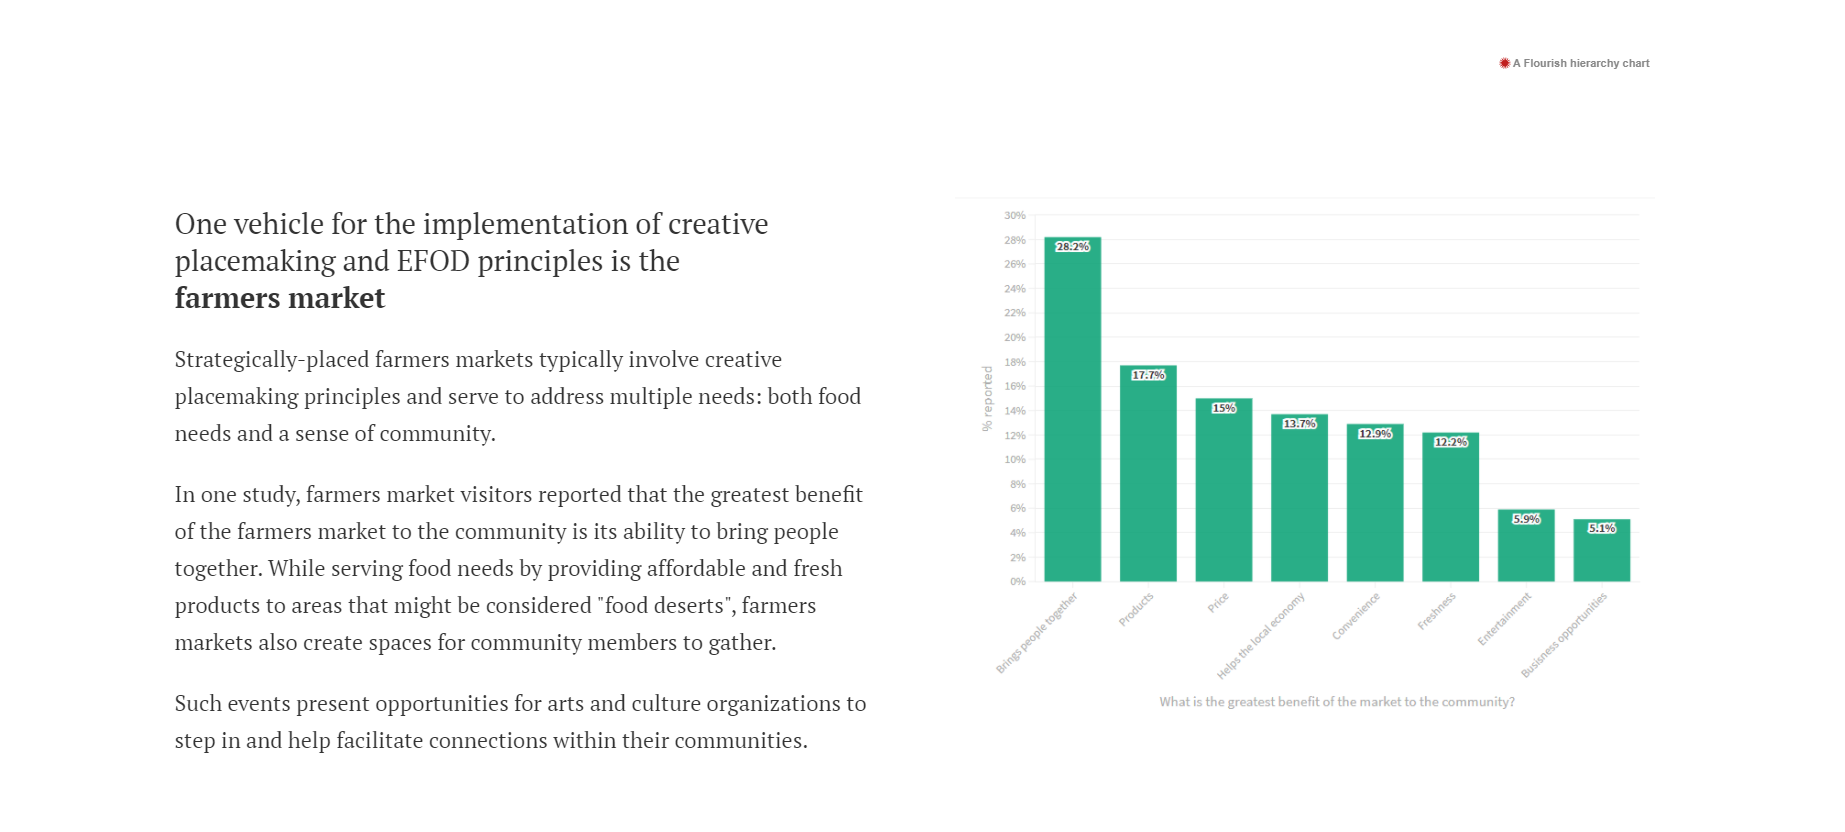 A Flourish hierarchy chart
One vehicle for the implementation of creative
placemaking and EFOD principles is the
farmers market
Strategically-placed farmers markets typically involve creative
placemaking principles and serve to address multiple needs: both food
needs and a sense of community.
In one study, farmers market visitors reported that the greatest benefit
of the farmers market to the community is its ability to bring people
together. While serving food needs by providing affordable and fresh
products to areas that might be considered "food deserts", farmers
markets also create spaces for community members to gather.
Such events present opportunities for arts and culture organizations to
step in and help facilitate connections within their communities.
% reported
30%
28%
26%
24%
22%
20%
18%
16%
14%
12%
10%
8%
6%
4%
2%
0%
28.2%
17.7%
15%
13.7%
12.9%
12.2%
5.9%
5.1%
Brings people together
Products
Price
Helps the local economy
Convenience
Freshness
Entertainment
Busisness opportunities
What is the greatest benefit of the market to the community?